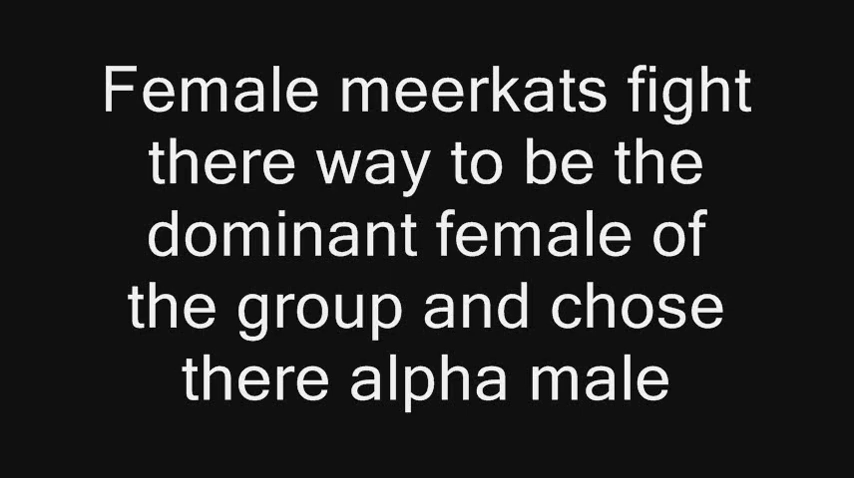 Female meerkats fight
there way to be the
dominant female of
the group and chose
there alpha male